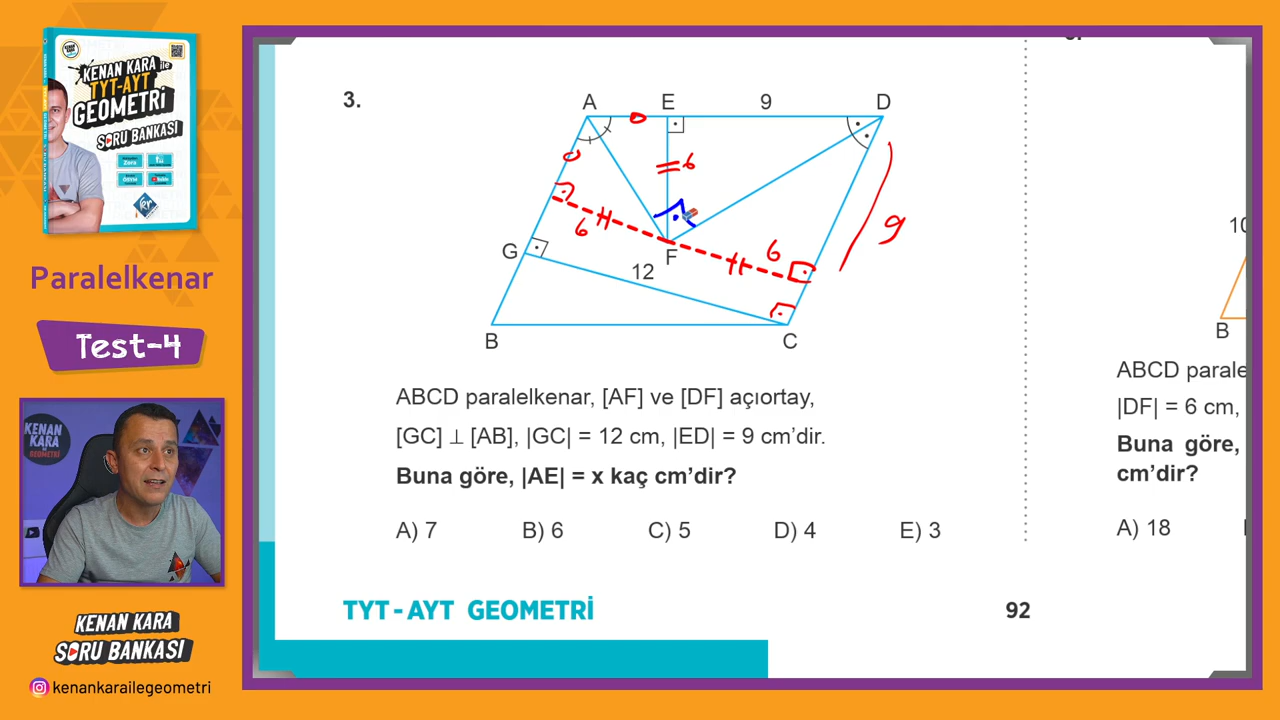 KENAN KARA ile
TYT-AYT
GEOMETRİ
SORU BANKASI
Paralelkenar
Test-4
KENAN
KARA
KENAN KARA
SORU BANKASI
kenankarailegeometri
3.
A
E
9
D
6
6
6
9
G
F
12
B
C
ABCD paralelkenar, [AF] ve [DF] açıortay,
[GC] ⊥ [AB], |GC| = 12 cm, |ED| = 9 cm’dir.
Buna göre, |AE| = x kaç cm’dir?
A) 7 B) 6 C) 5 D) 4 E) 3
TYT - AYT GEOMETRİ
92
10
B
ABCD parale
|DF| = 6 cm,
Buna göre,
cm’dir?
A) 18